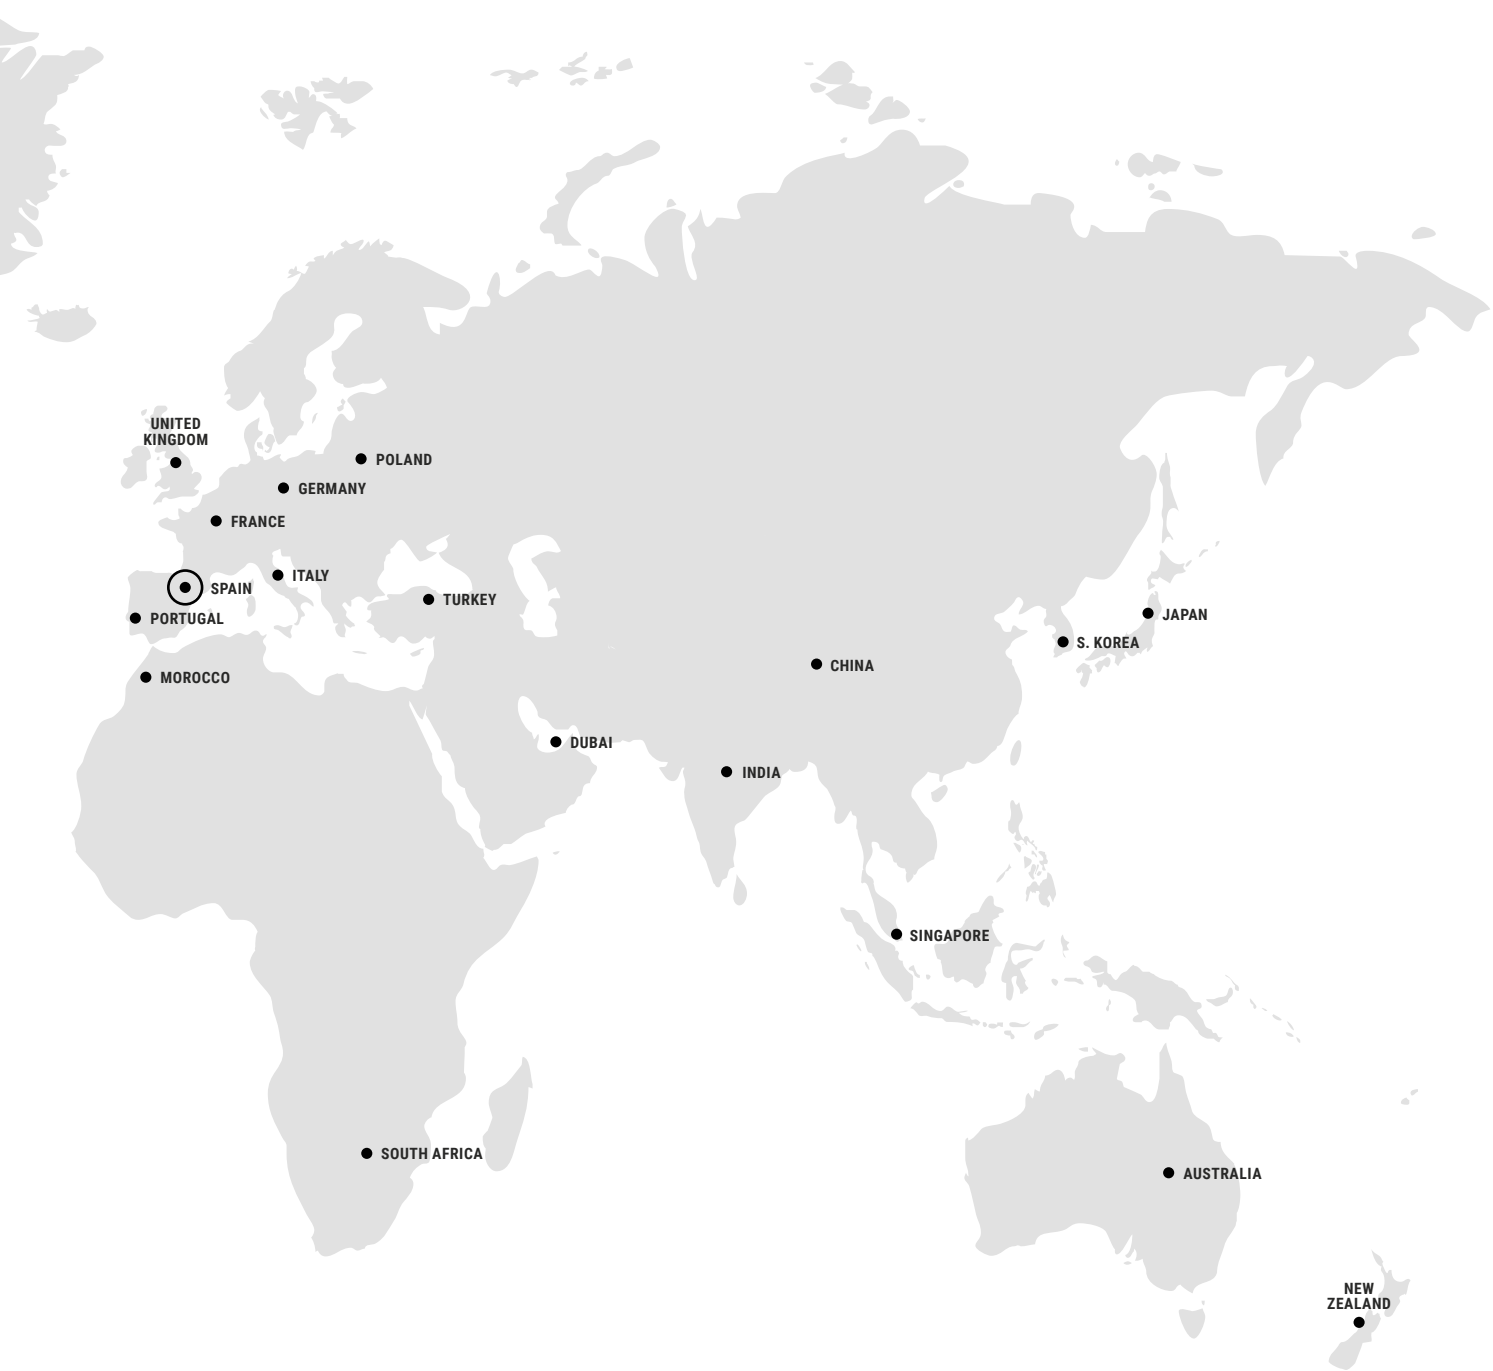 UNITED
KINGDOM
POLAND
GERMANY
FRANCE
ITALY
SPAIN
TURKEY
PORTUGAL
JAPAN
S. KOREA
CHINA
MOROCCO
DUBAI
INDIA
SINGAPORE
SOUTH AFRICA
AUSTRALIA
NEW
ZEALAND